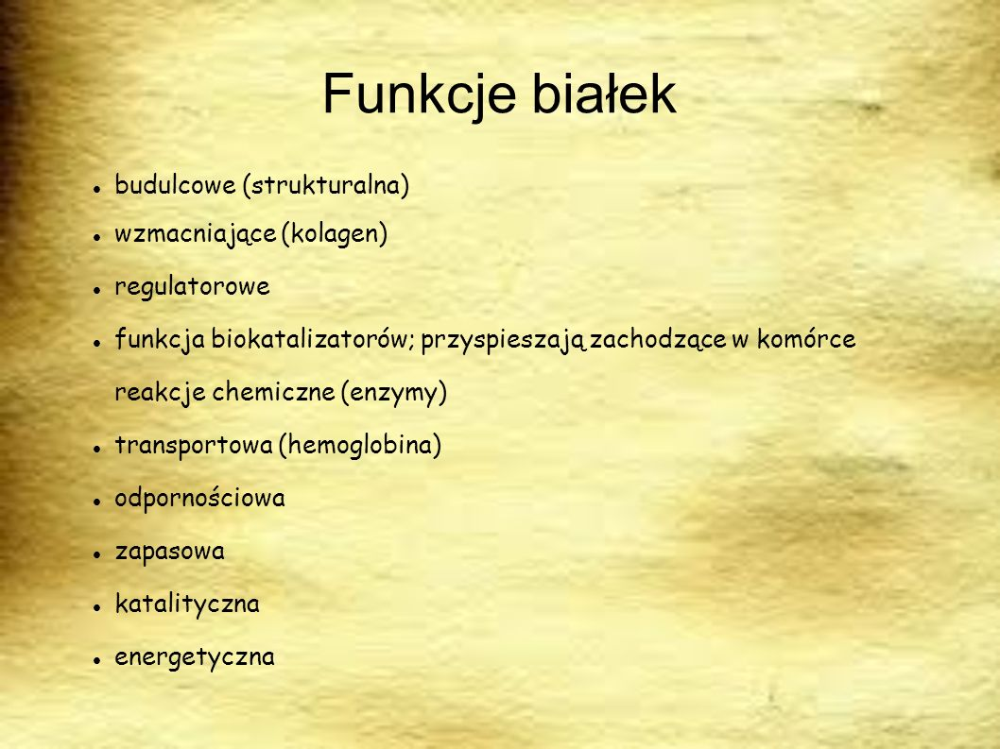 Funkcje białek
● budulcowe (strukturalna)
● wzmacniające (kolagen)
● regulatorowe
● funkcja biokatalizatorów; przyspieszają zachodzące w komórce
reakcje chemiczne (enzymy)
● transportowa (hemoglobina)
● odpornościowa
● zapasowa
● katalityczna
● energetyczna